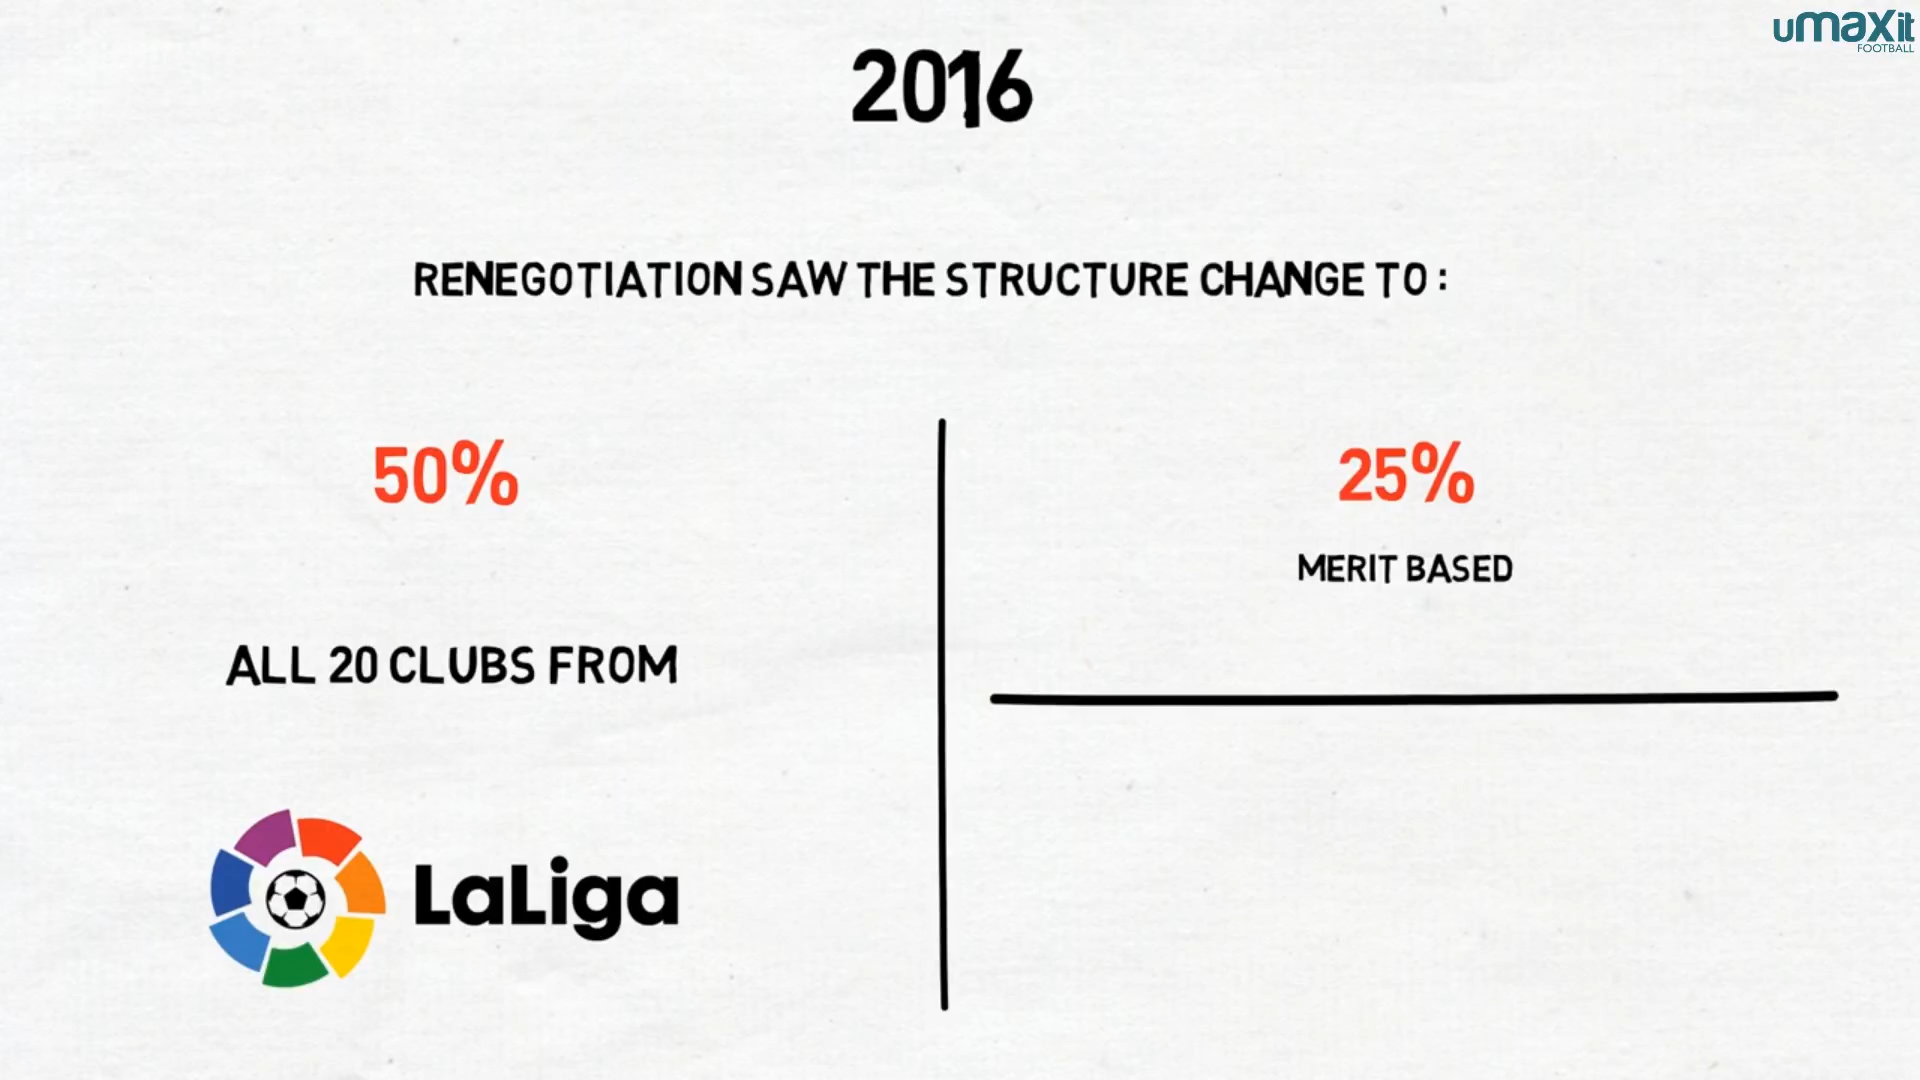 umaxit
FOOTBALL
2016
RENEGOTIATION SAW THE STRUCTURE CHANGE TO :
50%
ALL 20 CLUBS FROM
LaLiga
25%
MERIT BASED